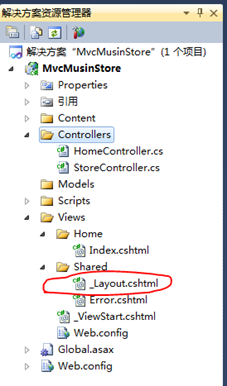 解决方案资源管理器
解决方案 "MvcMusinStore" (1 个项目)
MvcMusinStore
Properties
引用
Content
Controllers
HomeController.cs
StoreController.cs
Models
Scripts
Views
Home
Index.cshtml
Shared
_Layout.cshtml
Error.cshtml
_ViewStart.cshtml
Web.config
Global.asax
Web.config